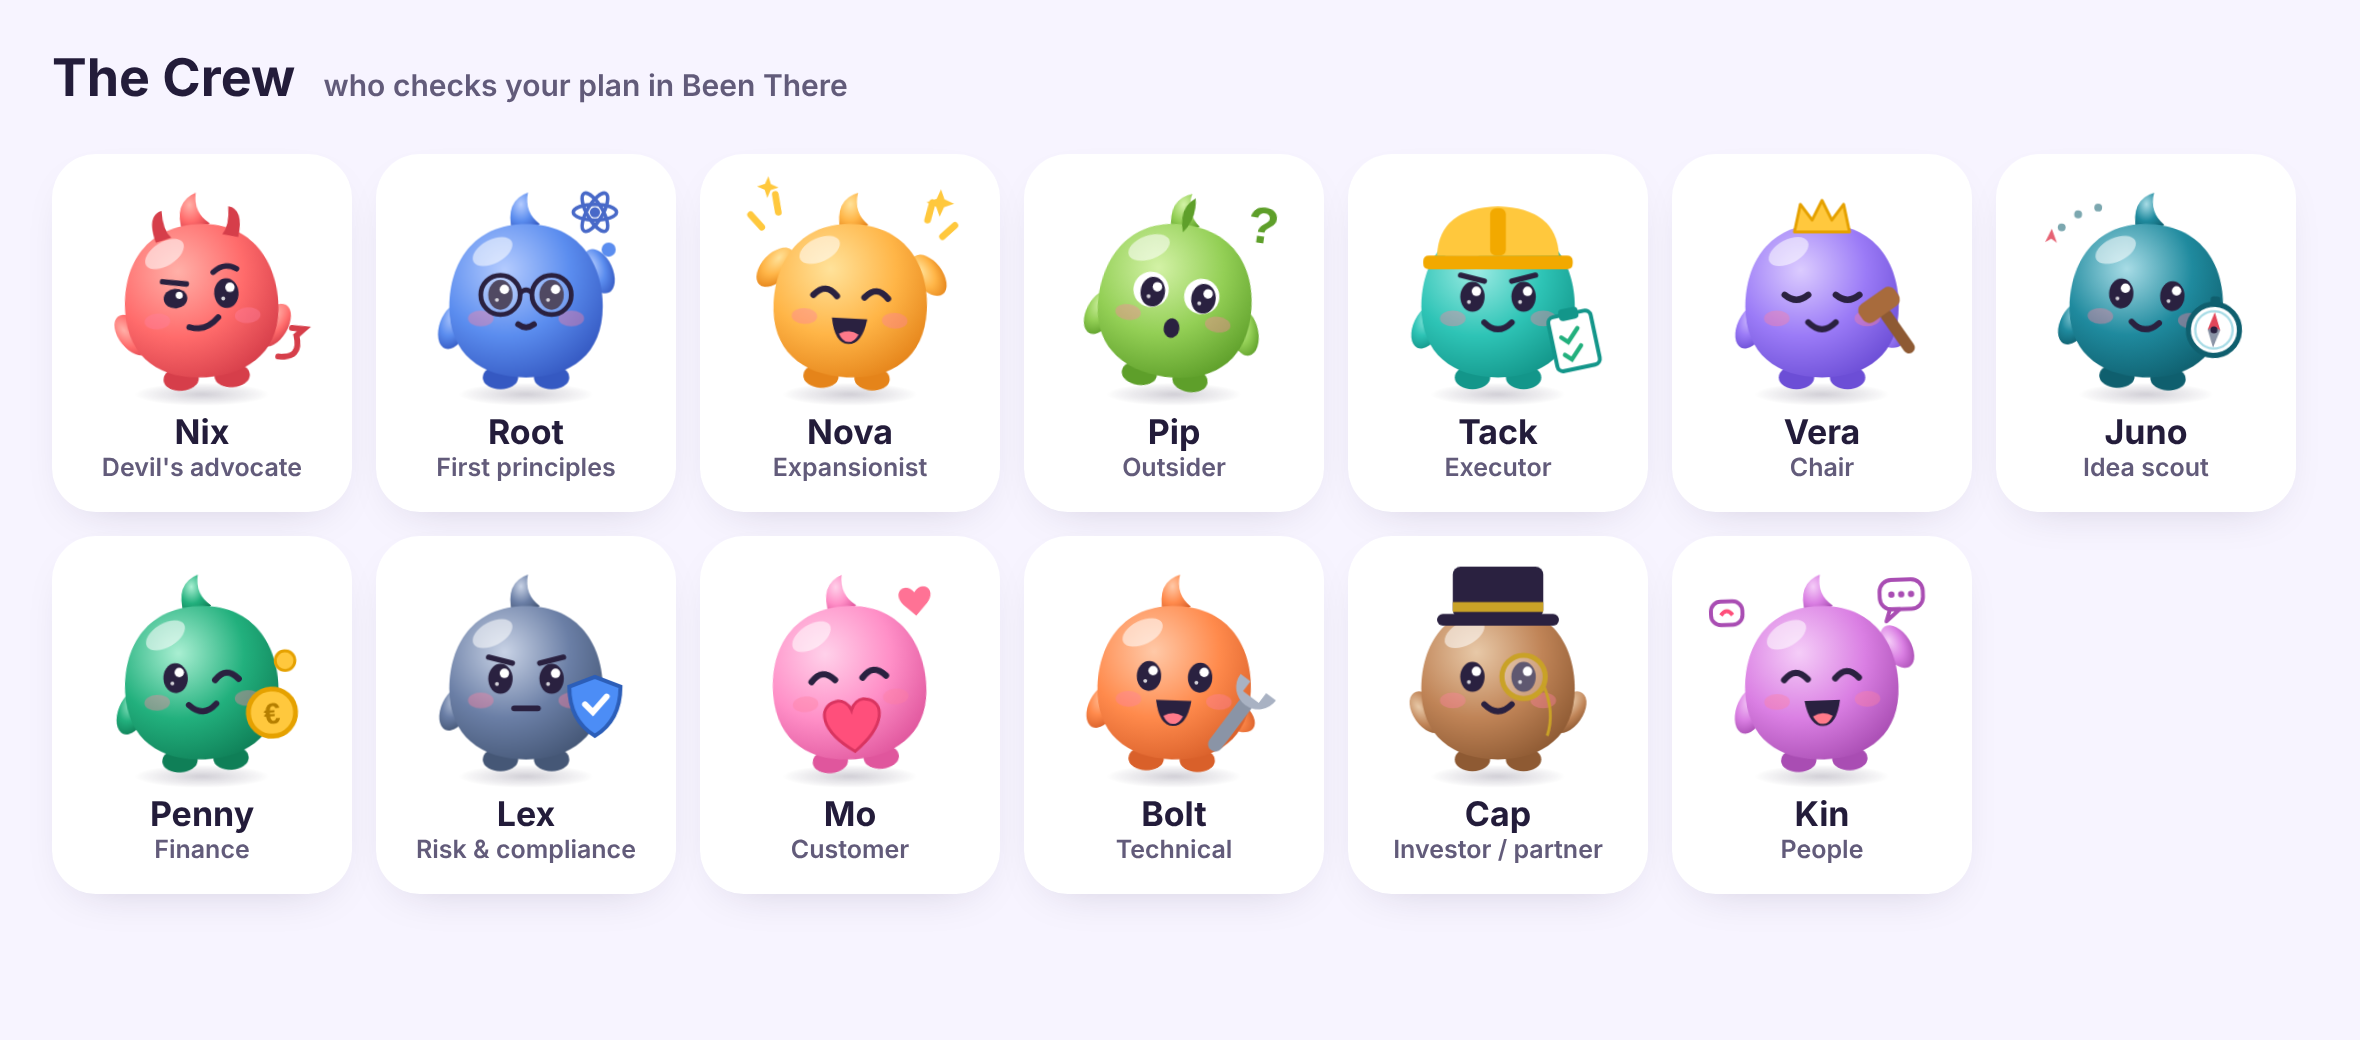 The Crew who checks your plan in Been There
?
Nix
Devil's advocate
Root
First principles
Nova
Expansionist
Pip
Outsider
Tack
Executor
Vera
Chair
Juno
Idea scout
€
Penny
Finance
Lex
Risk & compliance
Mo
Customer
Bolt
Technical
Cap
Investor / partner
Kin
People